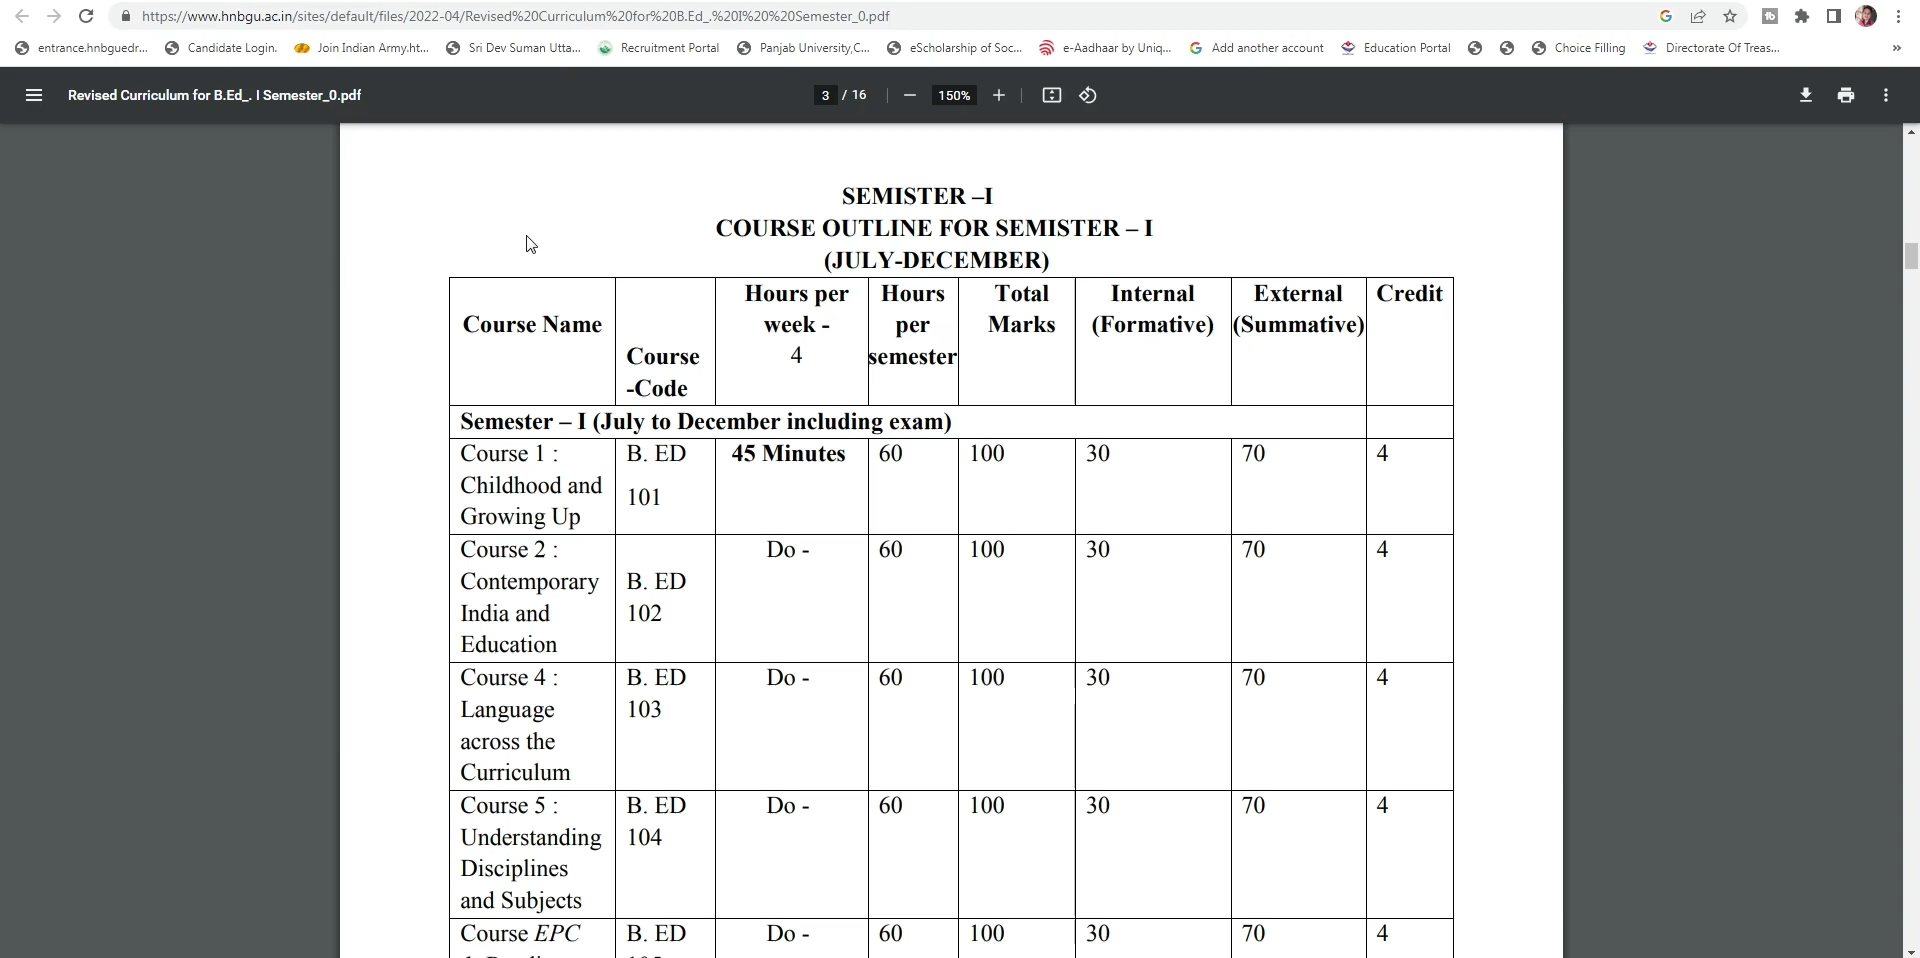 https://www.hnbgu.ac.in/sites/default/files/2022-04/Revised%20Curriculum%20for%20B.Ed_.%20I%20%20Semester_0.pdf
entrance.hnbguedr... Candidate Login. Join Indian Army.ht... Sri Dev Suman Utta... Recruitment Portal Panjab University,C... eScholarship of Soc... e-Aadhaar by Uniq... Add another account Education Portal Choice Filling Directorate Of Treas... »
Revised Curriculum for B.Ed_. I Semester_0.pdf 3 / 16 − 150% +
SEMISTER –I
COURSE OUTLINE FOR SEMISTER – I
(JULY-DECEMBER)
Hours per Hours Total Internal External Credit
Course Name week - per Marks (Formative) (Summative)
Course 4 semester
-Code
Semester – I (July to December including exam)
Course 1 : B. ED 45 Minutes 60 100 30 70 4
Childhood and 101
Growing Up
Course 2 : Do - 60 100 30 70 4
Contemporary B. ED
India and 102
Education
Course 4 : B. ED Do - 60 100 30 70 4
Language 103
across the
Curriculum
Course 5 : B. ED Do - 60 100 30 70 4
Understanding 104
Disciplines
and Subjects
Course EPC B. ED Do - 60 100 30 70 4